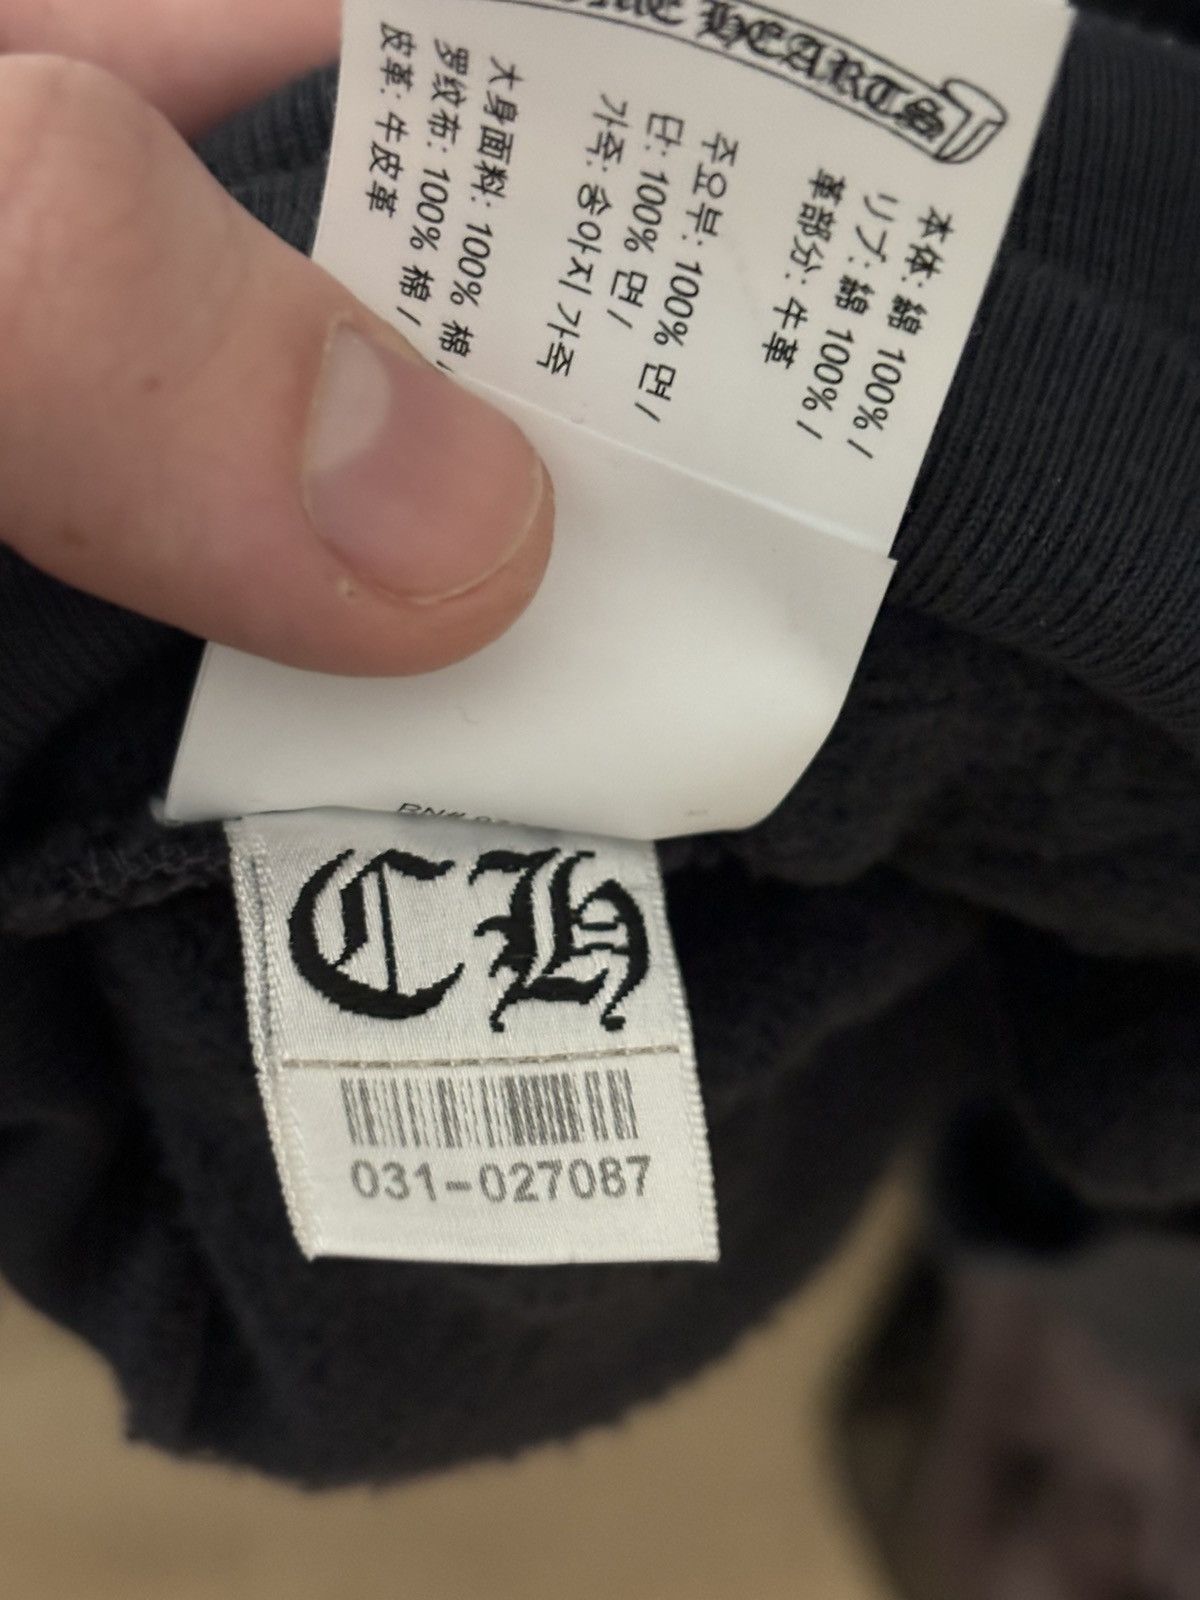 HEARTS
本体: 綿 100% /
リブ: 綿 100% /
革部分: 牛革
주요부: 100% 면 /
단: 100% 면 /
가죽: 송아지 가죽
大身面料: 100% 棉 /
罗纹布: 100% 棉 /
皮革: 牛皮革
CH
031-027087